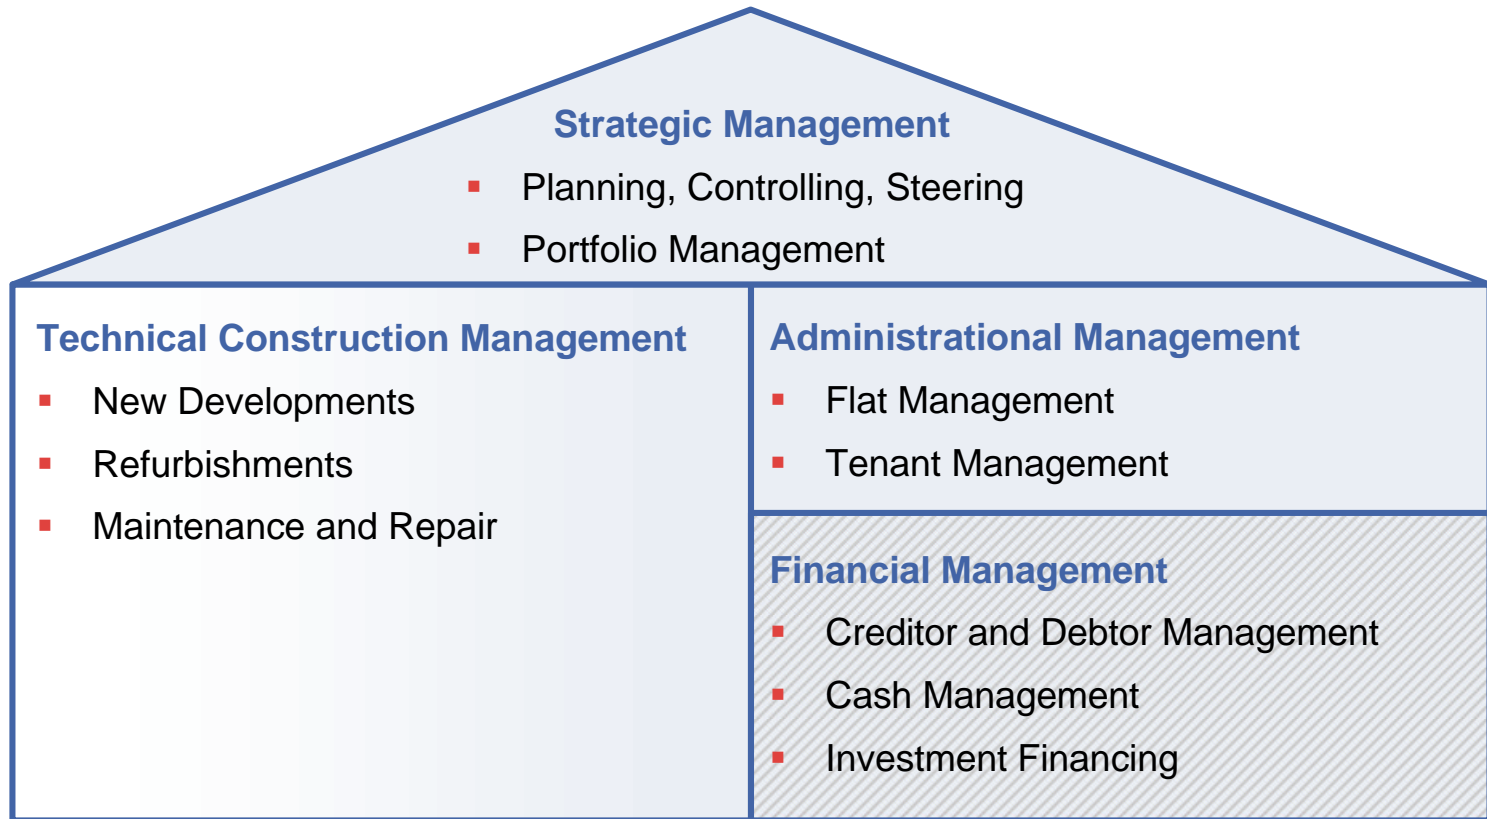 Strategic Management
▪ Planning, Controlling, Steering
▪ Portfolio Management
Technical Construction Management
▪ New Developments
▪ Refurbishments
▪ Maintenance and Repair
Administrational Management
▪ Flat Management
▪ Tenant Management
Financial Management
▪ Creditor and Debtor Management
▪ Cash Management
▪ Investment Financing